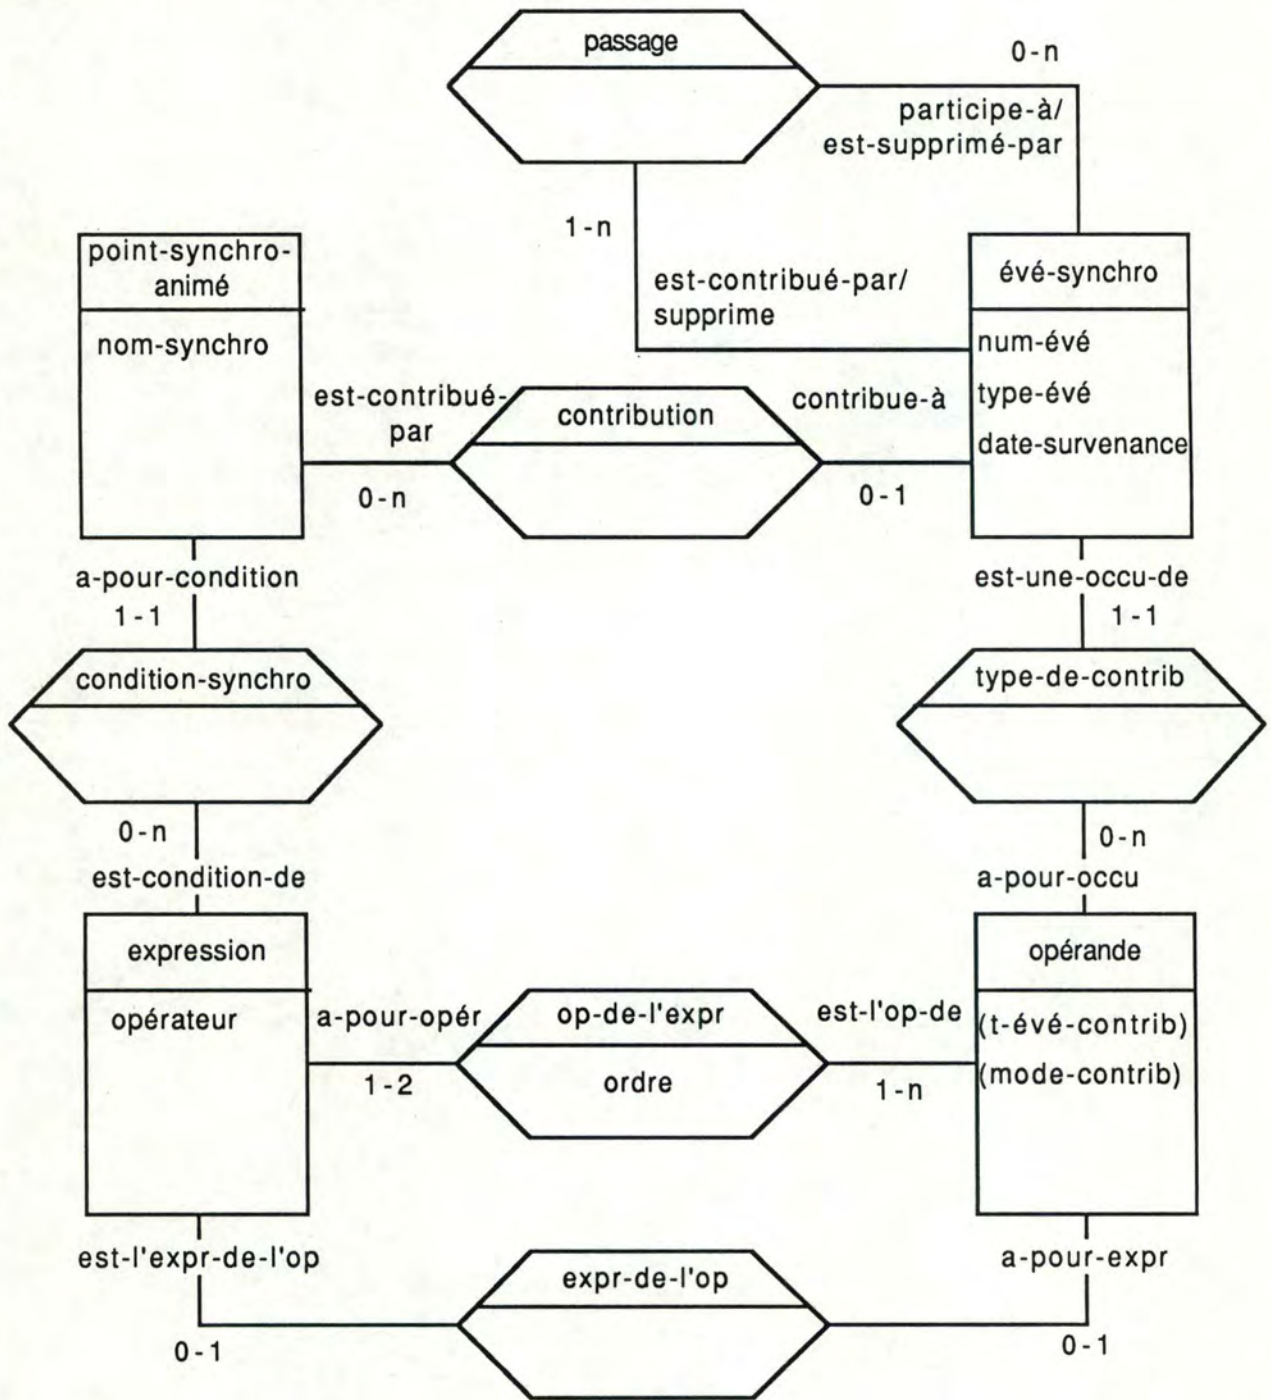 passage
0-n
participe-à/
est-supprimé-par
1-n
est-contribué-par/
supprime
point-synchro-
animé
nom-synchro
évé-synchro
num-évé
type-évé
date-survenance
est-contribué-
par
0-n
contribution
contribue-à
0-1
a-pour-condition
1-1
condition-synchro
0-n
est-condition-de
est-une-occu-de
1-1
type-de-contrib
0-n
a-pour-occu
expression
opérateur
a-pour-opér
1-2
op-de-l'expr
ordre
est-l'op-de
1-n
opérande
(t-évé-contrib)
(mode-contrib)
est-l'expr-de-l'op
0-1
expr-de-l'op
a-pour-expr
0-1